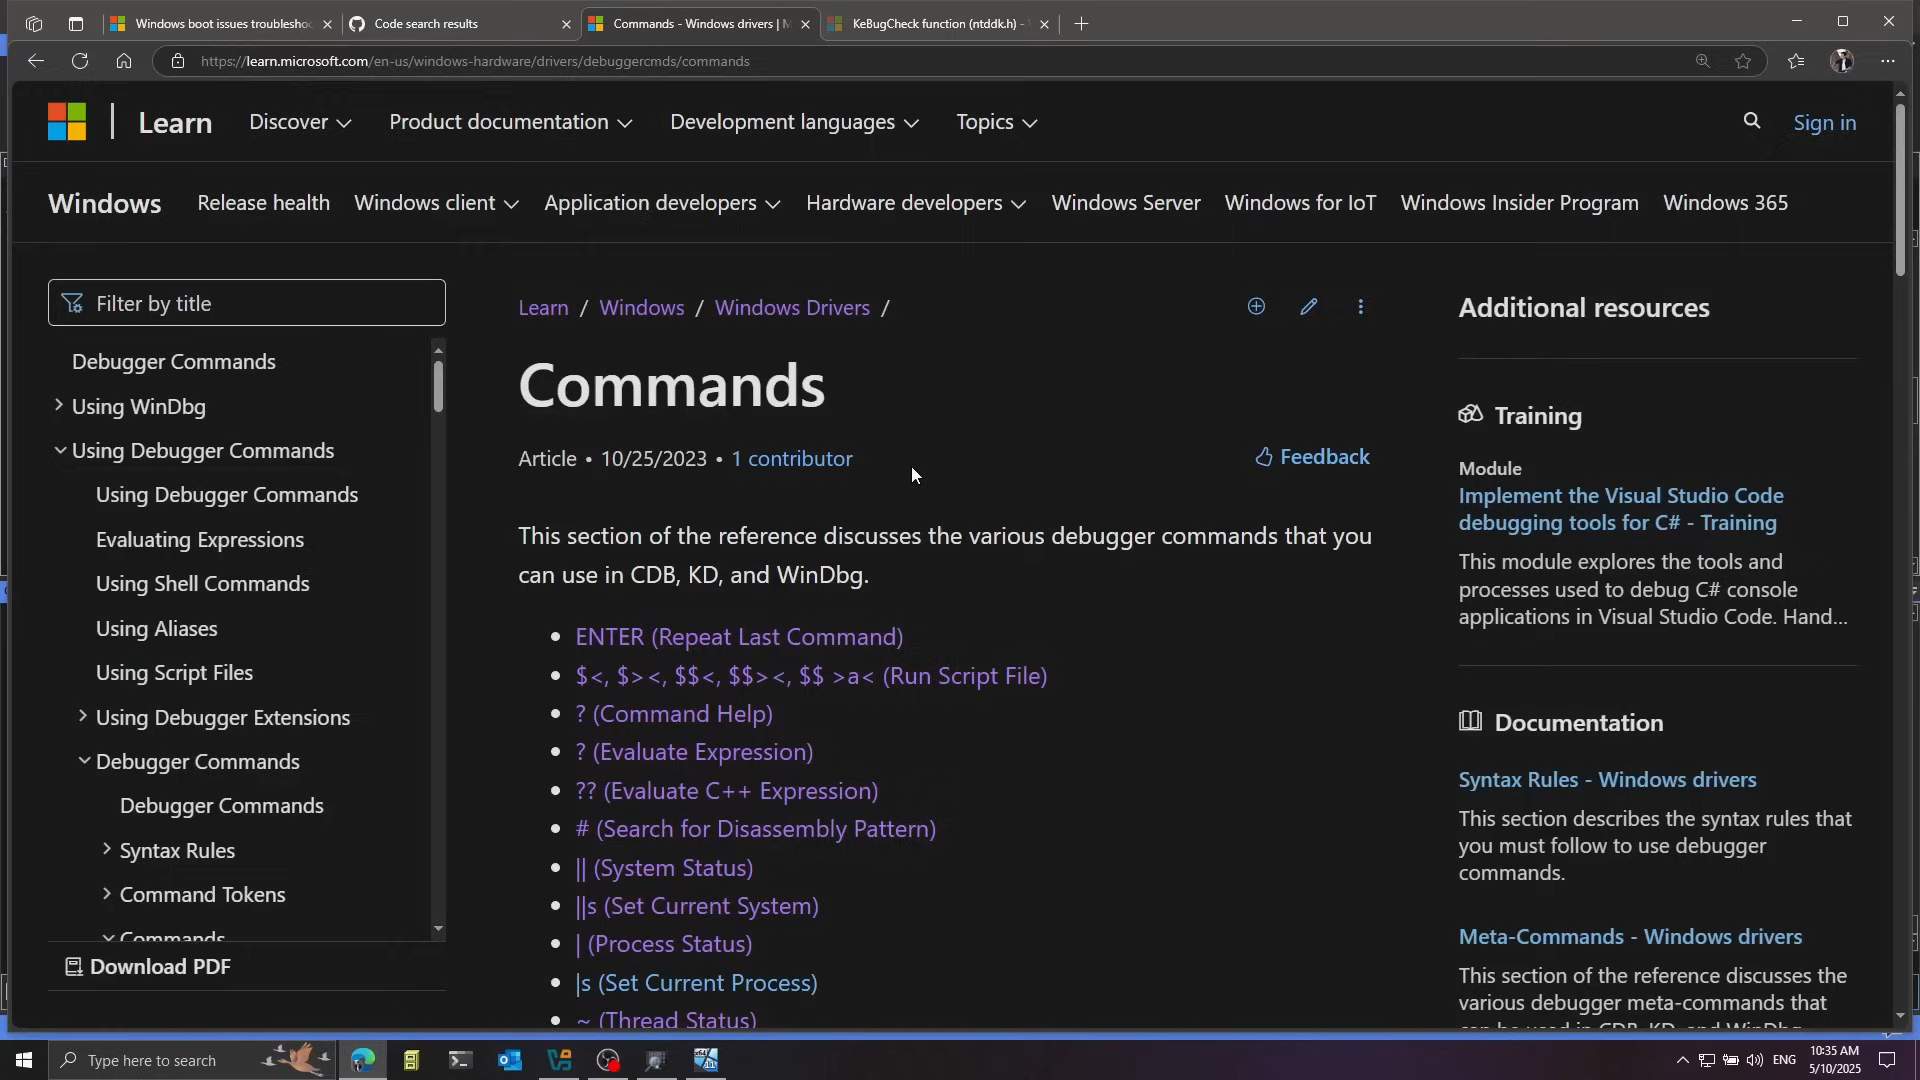 Windows boot issues troublesho
Code search results
Commands - Windows drivers | M
KeBugCheck function (ntddk.h) -
https://learn.microsoft.com/en-us/windows-hardware/drivers/debuggercmds/commands
Learn
Discover
Product documentation
Development languages
Topics
Sign in
Windows
Release health
Windows client
Application developers
Hardware developers
Windows Server
Windows for IoT
Windows Insider Program
Windows 365
Filter by title
Debugger Commands
Using WinDbg
Using Debugger Commands
Using Debugger Commands
Evaluating Expressions
Using Shell Commands
Using Aliases
Using Script Files
Using Debugger Extensions
Debugger Commands
Debugger Commands
Syntax Rules
Command Tokens
Commands
Download PDF
Learn / Windows / Windows Drivers /
Commands
Article • 10/25/2023 • 1 contributor
Feedback
This section of the reference discusses the various debugger commands that you
can use in CDB, KD, and WinDbg.
• ENTER (Repeat Last Command)
• $<, $><, $$<, $$><, $$ >a< (Run Script File)
• ? (Command Help)
• ? (Evaluate Expression)
• ?? (Evaluate C++ Expression)
• # (Search for Disassembly Pattern)
• || (System Status)
• ||s (Set Current System)
• | (Process Status)
• |s (Set Current Process)
• ~ (Thread Status)
Additional resources
Training
Module
Implement the Visual Studio Code
debugging tools for C# - Training
This module explores the tools and
processes used to debug C# console
applications in Visual Studio Code. Hand...
Documentation
Syntax Rules - Windows drivers
This section describes the syntax rules that
you must follow to use debugger
commands.
Meta-Commands - Windows drivers
This section of the reference discusses the
various debugger meta-commands that
can be used in CDB, KD, and WinDbg
Type here to search
ENG
10:35 AM
5/10/2025